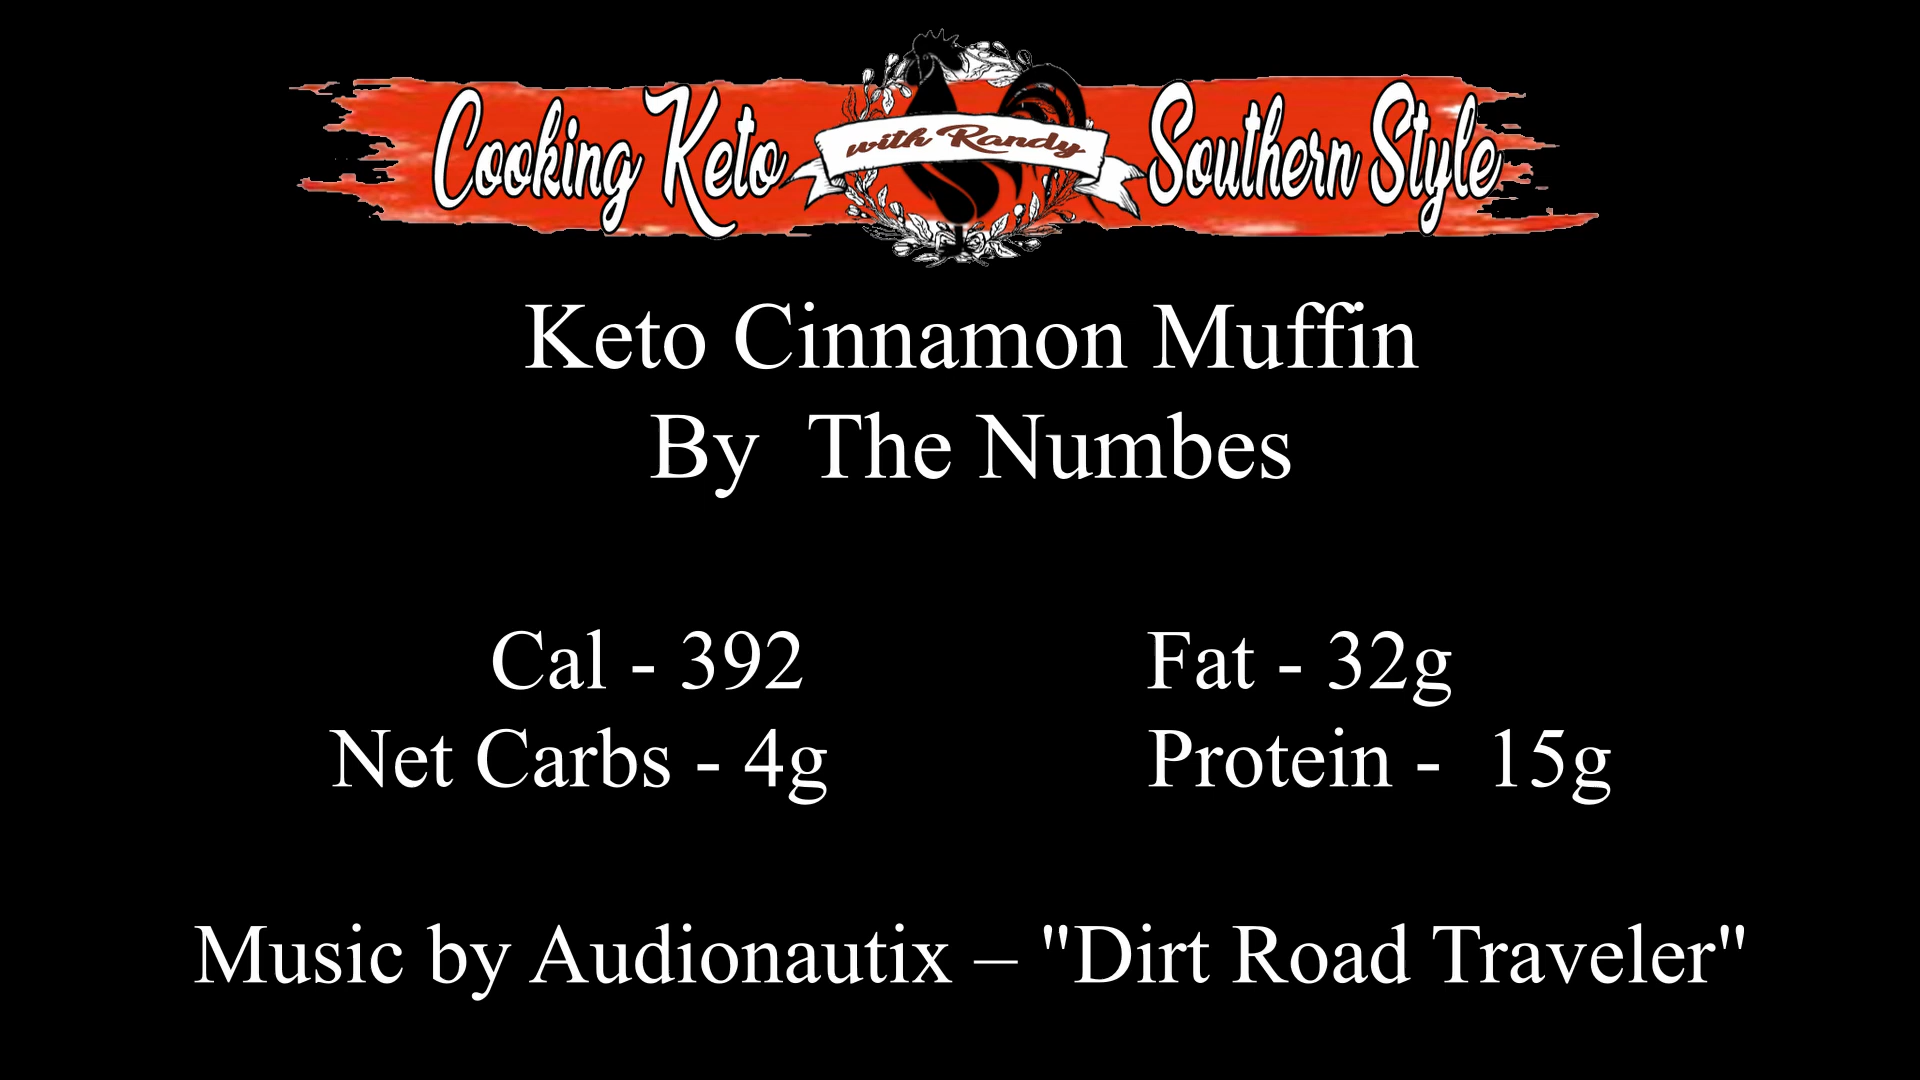 Cooking Keto with Randy Southern Style
Keto Cinnamon Muffin
By  The Numbes
Cal - 392 Fat - 32g
Net Carbs - 4g Protein -  15g
Music by Audionautix – "Dirt Road Traveler"